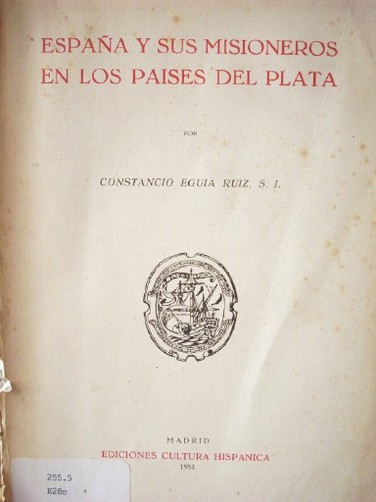 ESPAÑA Y SUS MISIONEROS
EN LOS PAISES DEL PLATA
POR
CONSTANCIO EGUIA RUIZ, S. I.
MADRID
EDICIONES CULTURA HISPANICA
1953
255.5
E28e